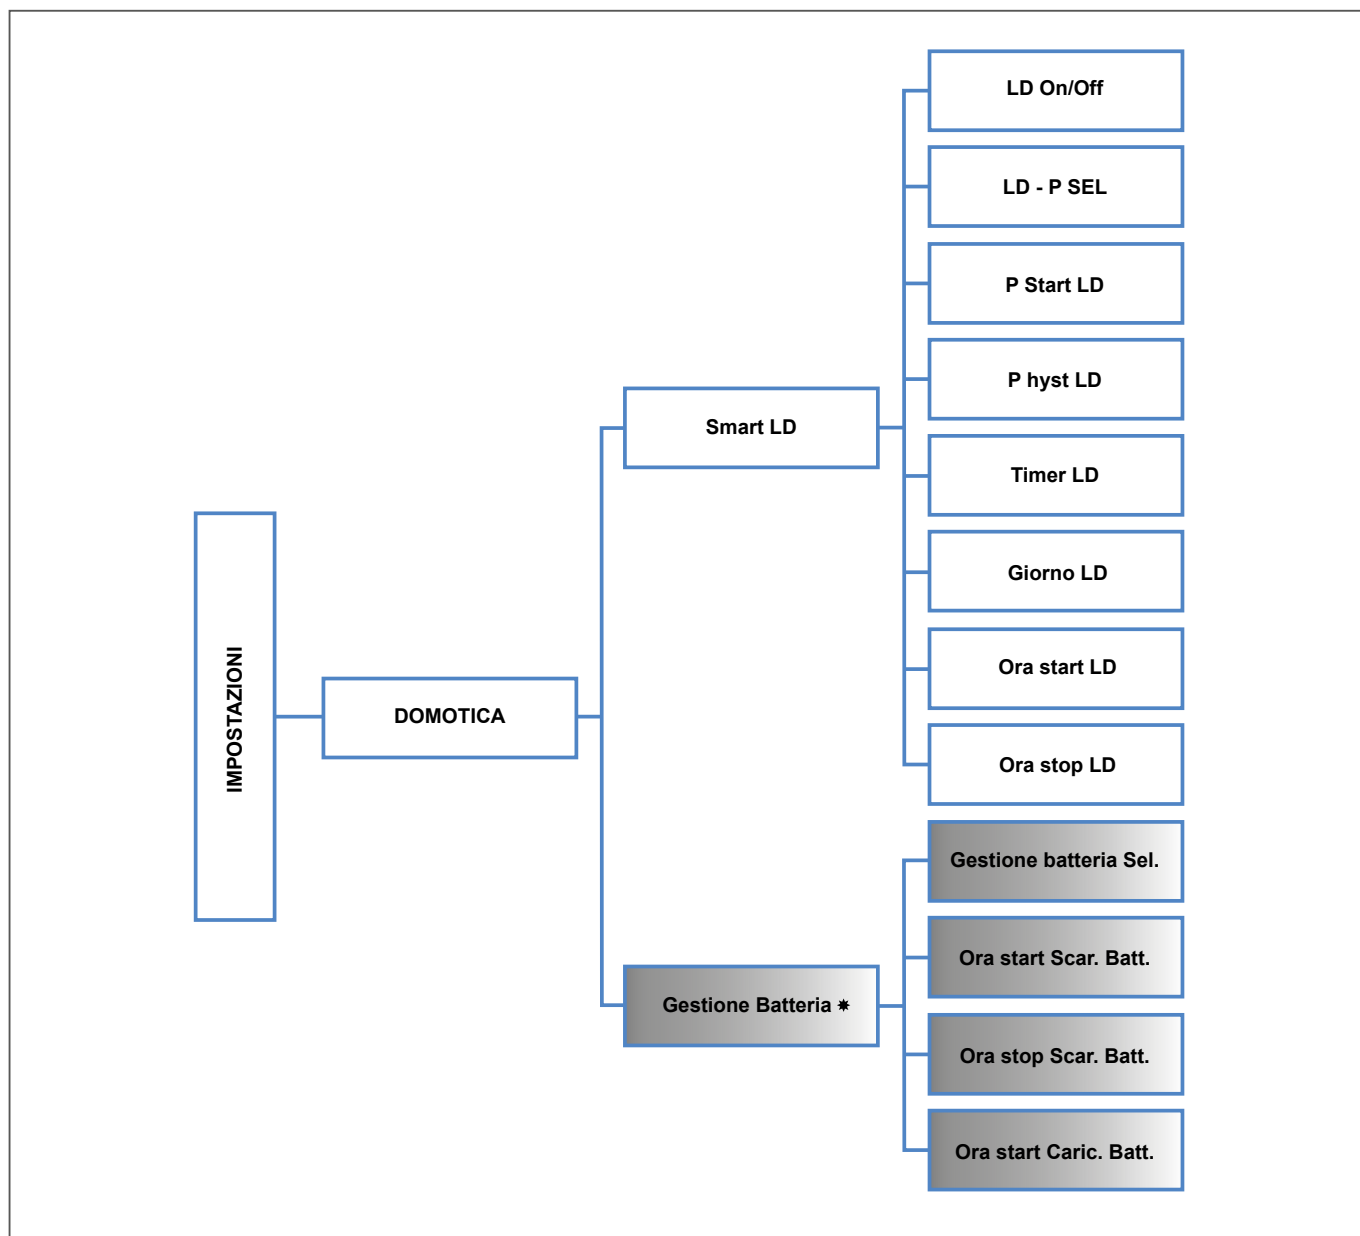 IMPOSTAZIONI
DOMOTICA
Smart LD
LD On/Off
LD - P SEL
P Start LD
P hyst LD
Timer LD
Giorno LD
Ora start LD
Ora stop LD
Gestione Batteria ✷
Gestione batteria Sel.
Ora start Scar. Batt.
Ora stop Scar. Batt.
Ora start Caric. Batt.